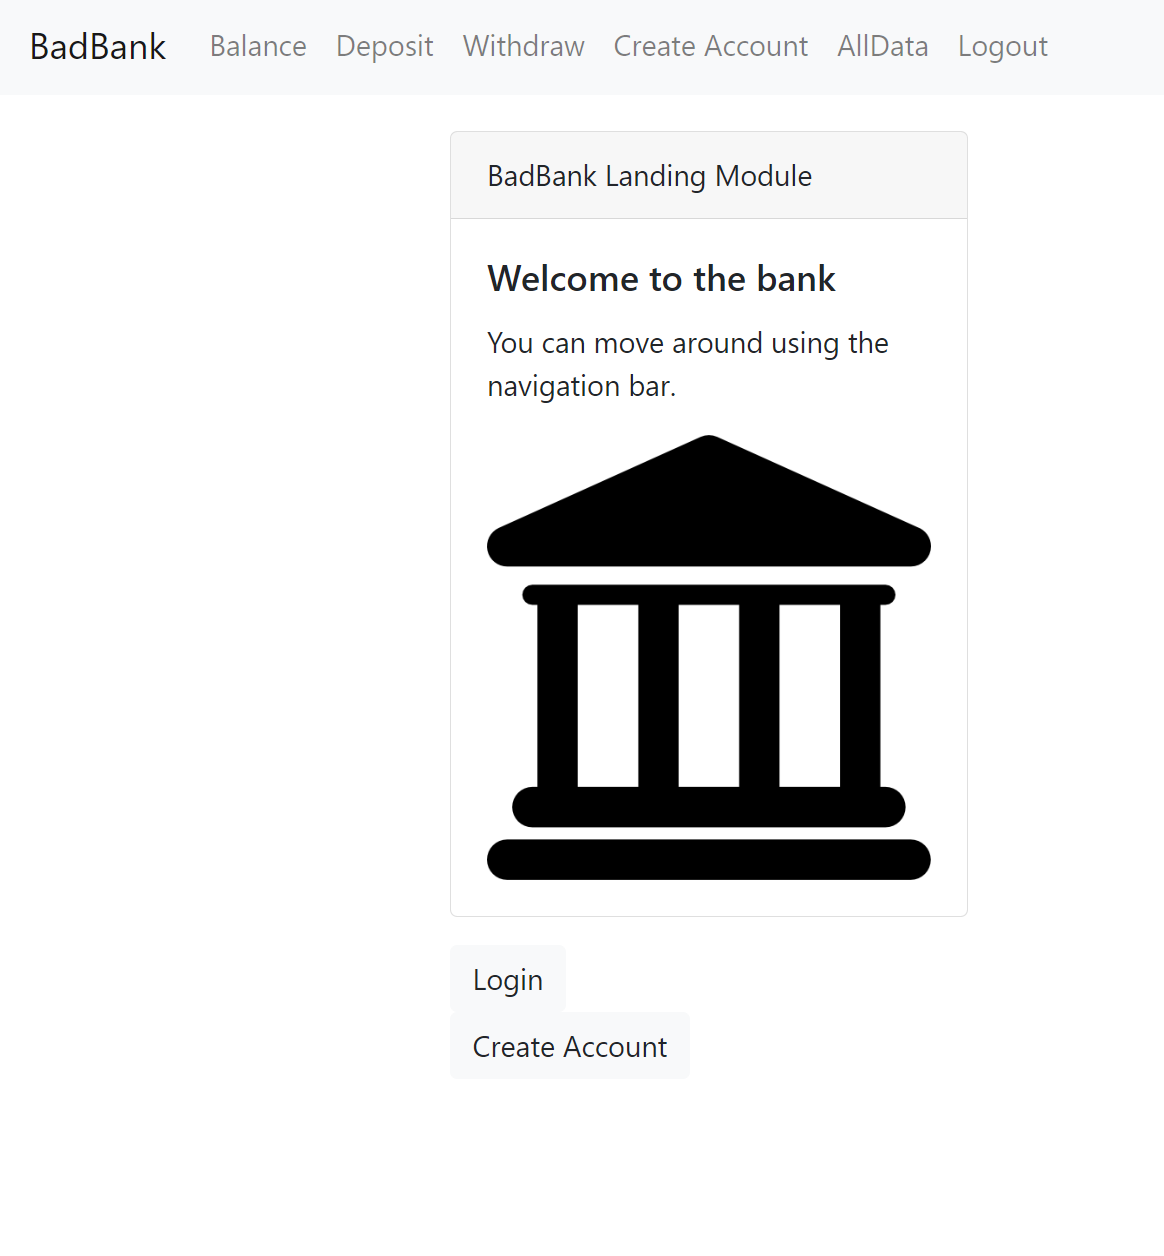 BadBank Balance Deposit Withdraw Create Account AllData Logout
BadBank Landing Module
Welcome to the bank
You can move around using the
navigation bar.
Login
Create Account